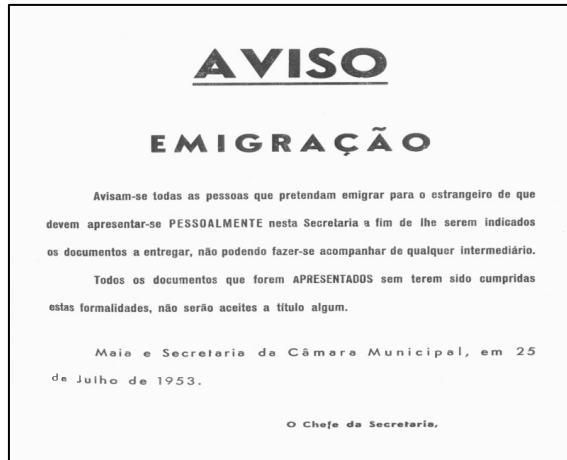 AVISO
EMIGRAÇÃO
Avisam-se todas as pessoas que pretendam emigrar para o estrangeiro de que
devem apresentar-se PESSOALMENTE nesta Secretaria a fim de lhe serem indicados
os documentos a entregar, não podendo fazer-se acompanhar de qualquer intermediário.
Todos os documentos que forem APRESENTADOS sem terem sido cumpridas
estas formalidades, não serão aceites a título algum.
Maia e Secretaria da Câmara Municipal, em 25
de Julho de 1953.
O Chefe da Secretaria,